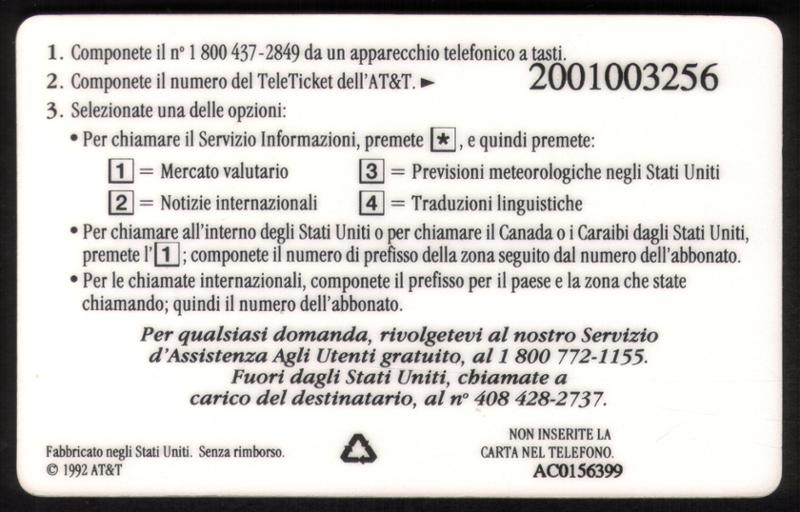 1. Componete il nº 1 800 437-2849 da un apparecchio telefonico a tasti.
2. Componete il numero del TeleTicket dell'AT&T. ► 2001003256
3. Selezionate una delle opzioni:
• Per chiamare il Servizio Informazioni, premete *, e quindi premete:
1 = Mercato valutario 3 = Previsioni meteorologiche negli Stati Uniti
2 = Notizie internazionali 4 = Traduzioni linguistiche
• Per chiamare all'interno degli Stati Uniti o per chiamare il Canada o i Caraibi dagli Stati Uniti,
premete l'1; componete il numero di prefisso della zona seguito dal numero dell'abbonato.
• Per le chiamate internazionali, componete il prefisso per il paese e la zona che state
chiamando; quindi il numero dell'abbonato.
Per qualsiasi domanda, rivolgetevi al nostro Servizio
d'Assistenza Agli Utenti gratuito, al 1 800 772-1155.
Fuori dagli Stati Uniti, chiamate a
carico del destinatario, al nº 408 428-2737.
Fabbricato negli Stati Uniti. Senza rimborso.
© 1992 AT&T
NON INSERITE LA
CARTA NEL TELEFONO.
AC0156399